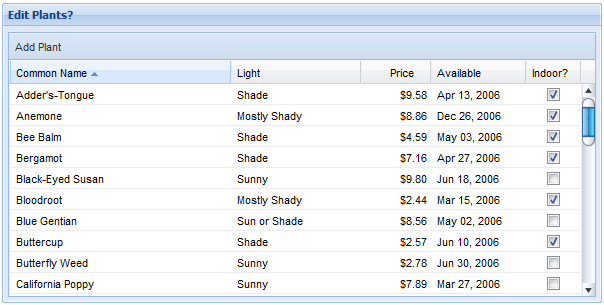 Edit Plants?
Add Plant
Common Name Light Price Available Indoor?
Adder's-Tongue Shade $9.58 Apr 13, 2006
Anemone Mostly Shady $8.86 Dec 26, 2006
Bee Balm Shade $4.59 May 03, 2006
Bergamot Shade $7.16 Apr 27, 2006
Black-Eyed Susan Sunny $9.80 Jun 18, 2006
Bloodroot Mostly Shady $2.44 Mar 15, 2006
Blue Gentian Sun or Shade $8.56 May 02, 2006
Buttercup Shade $2.57 Jun 10, 2006
Butterfly Weed Sunny $2.78 Jun 30, 2006
California Poppy Sunny $7.89 Mar 27, 2006